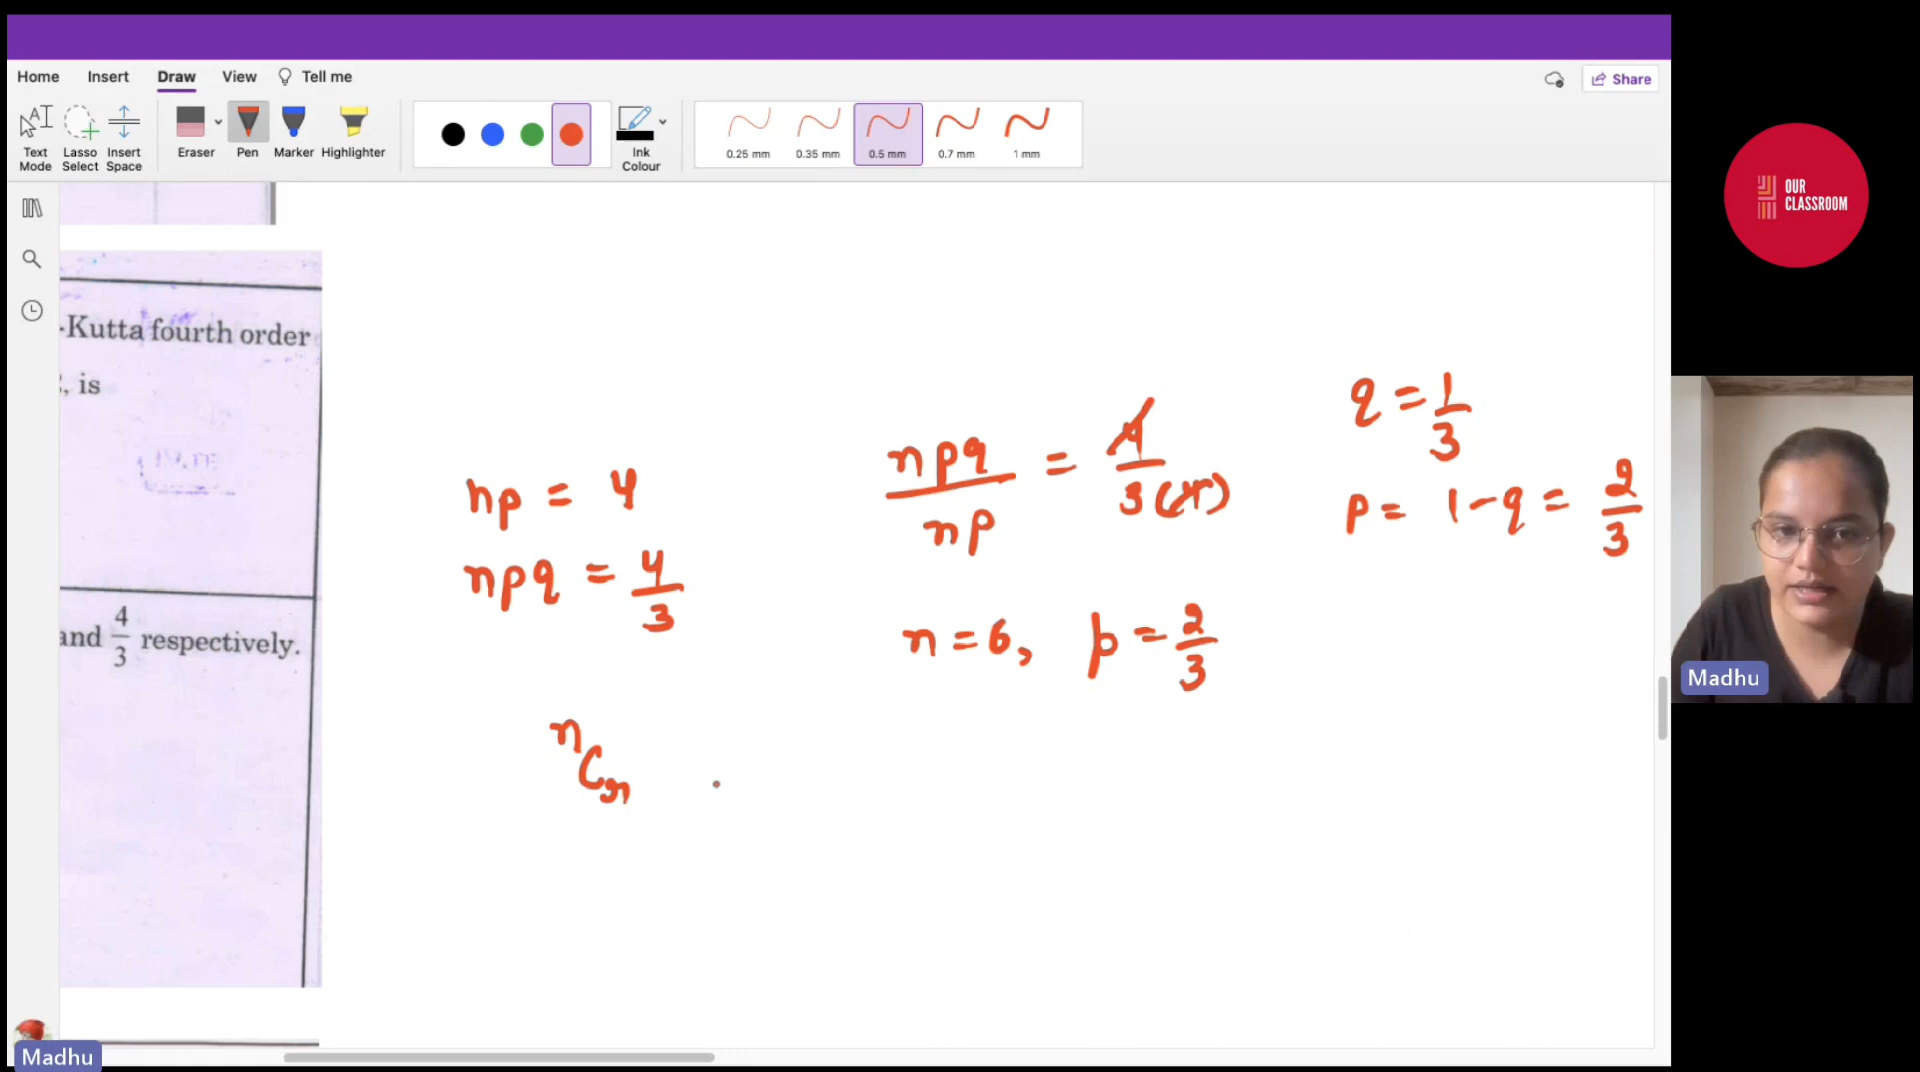 Home Insert Draw View Tell me
Share
Text Mode
Lasso Select
Insert Space
Eraser
Pen
Marker
Highlighter
Ink Colour
0.25 mm
0.35 mm
0.5 mm
0.7 mm
1 mm
OUR CLASSROOM
-Kutta fourth order
, is
and 4/3 respectively.
np = 4
npq = 4/3
npq/np = 4/3(4)
q = 1/3
p = 1-q = 2/3
n = 6, p = 2/3
nCn
Madhu
Madhu